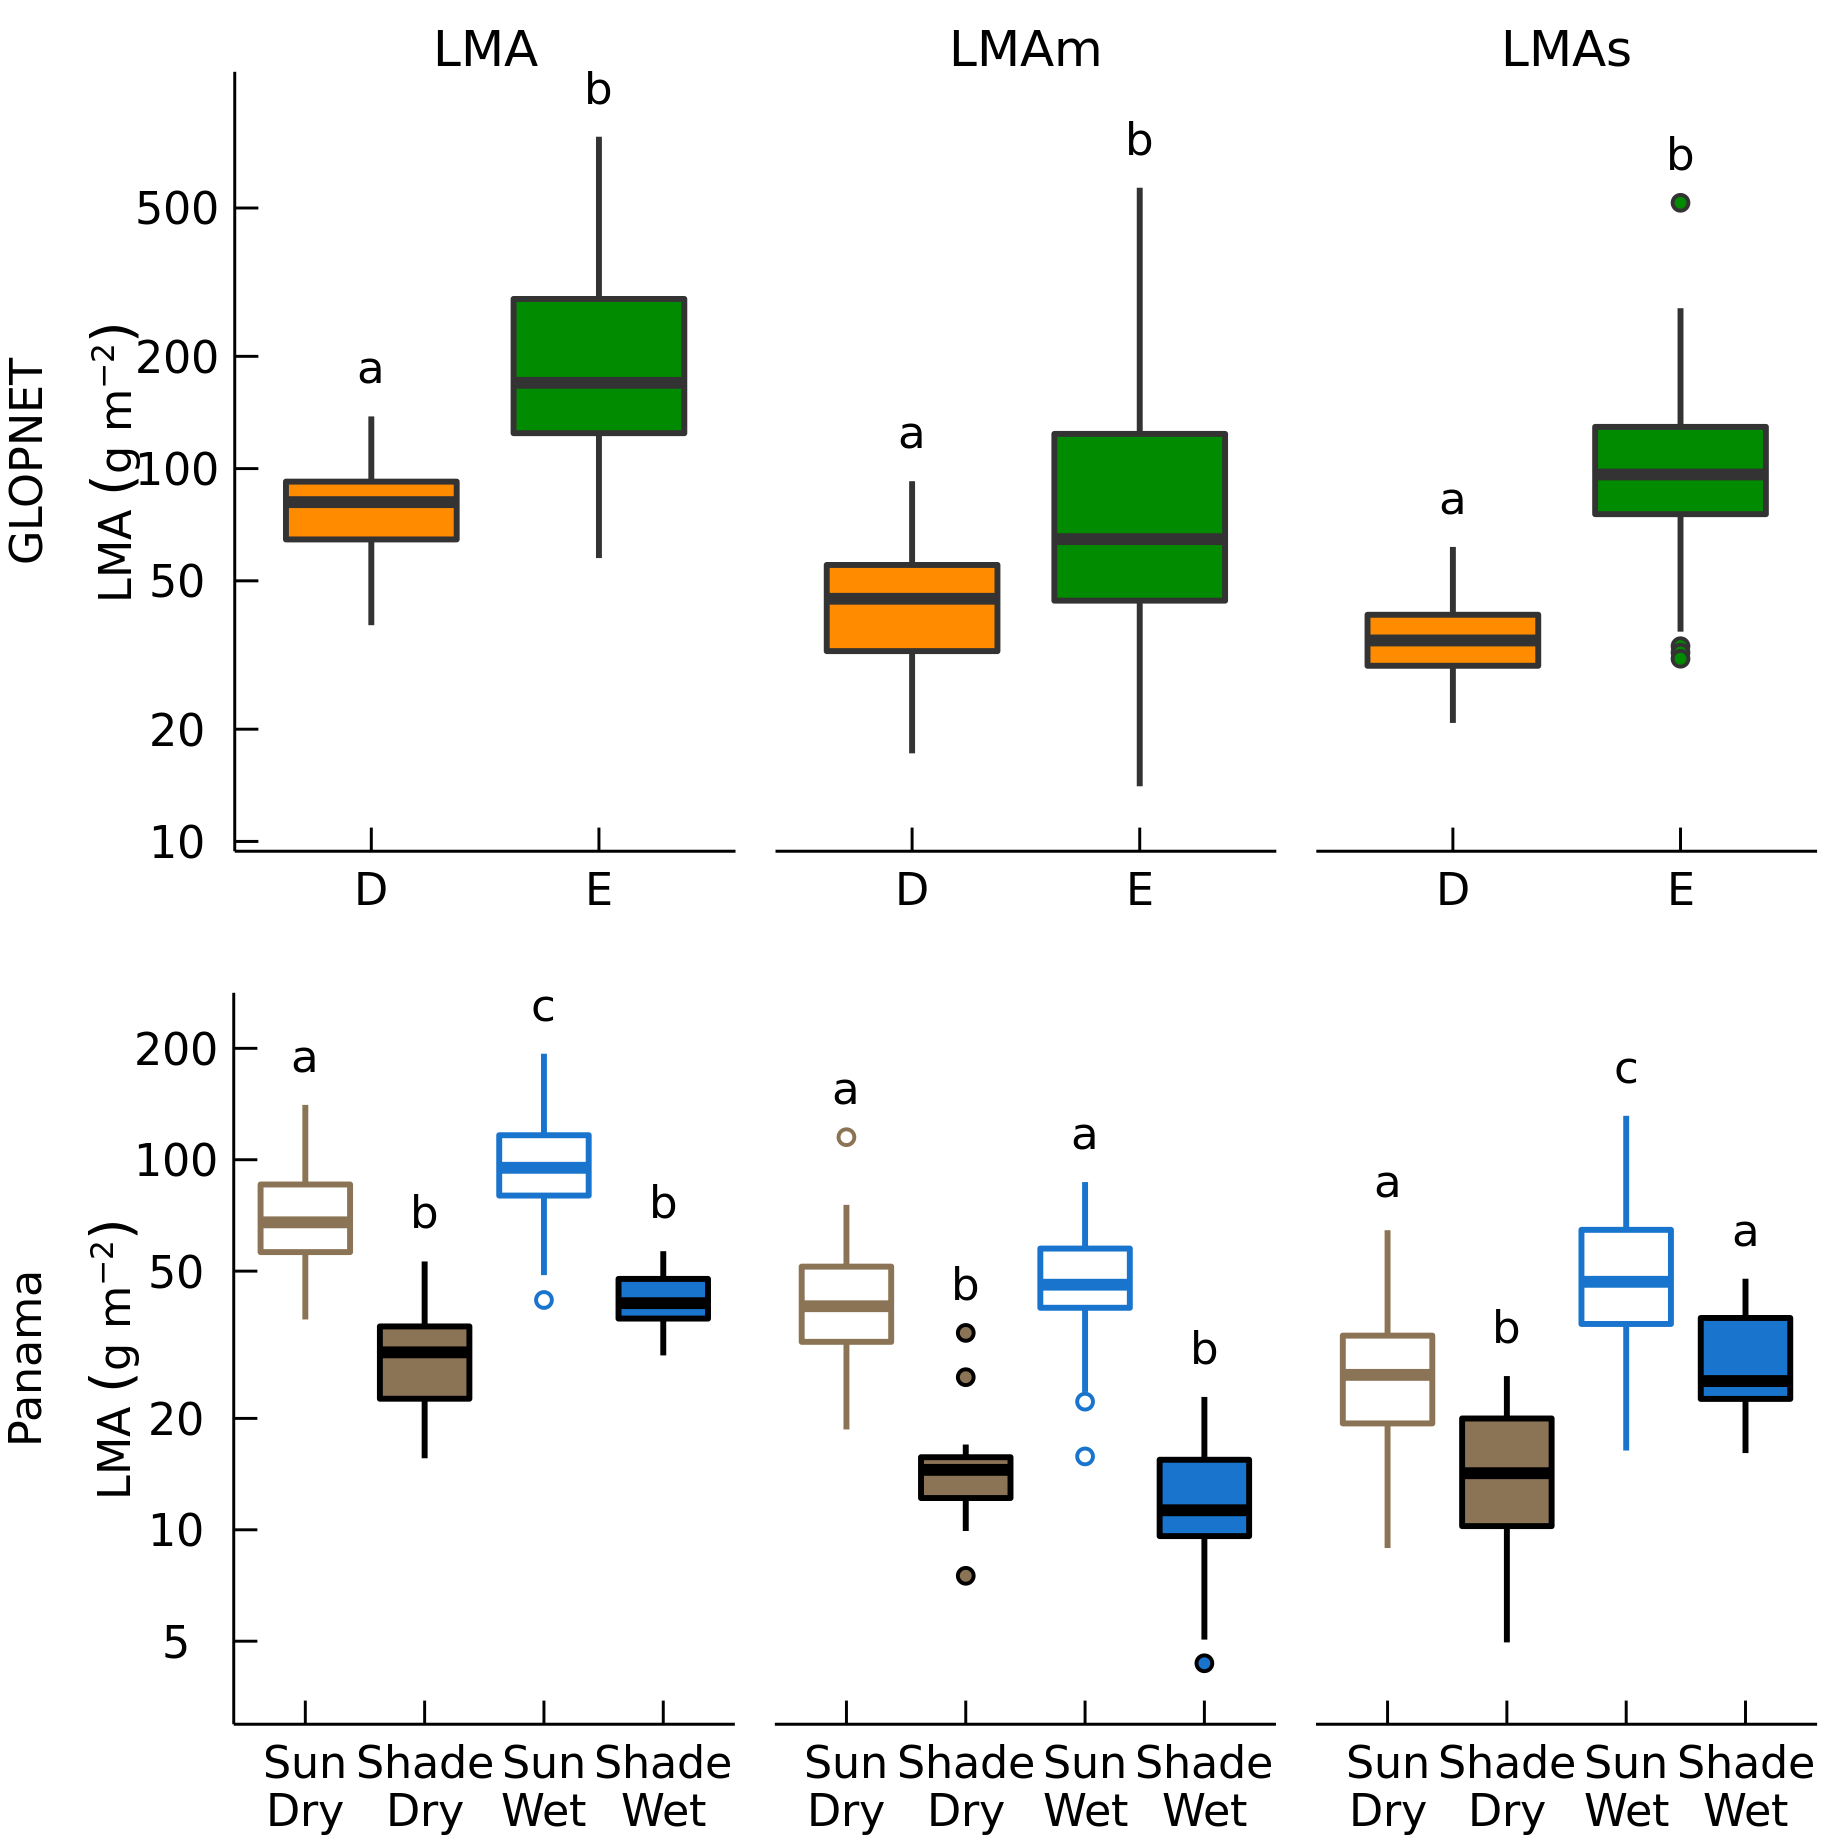 LMA LMAm LMAs
GLOPNET
LMA (g m⁻²)
500
200
100
50
20
10
b
a
b
a
b
a
D E D E D E
Panama
LMA (g m⁻²)
200
100
50
20
10
5
a b c b
a b a b
a b c a
Sun Shade Sun Shade Sun Shade Sun Shade Sun Shade Sun Shade
Dry Dry Wet Wet Dry Dry Wet Wet Dry Dry Wet Wet